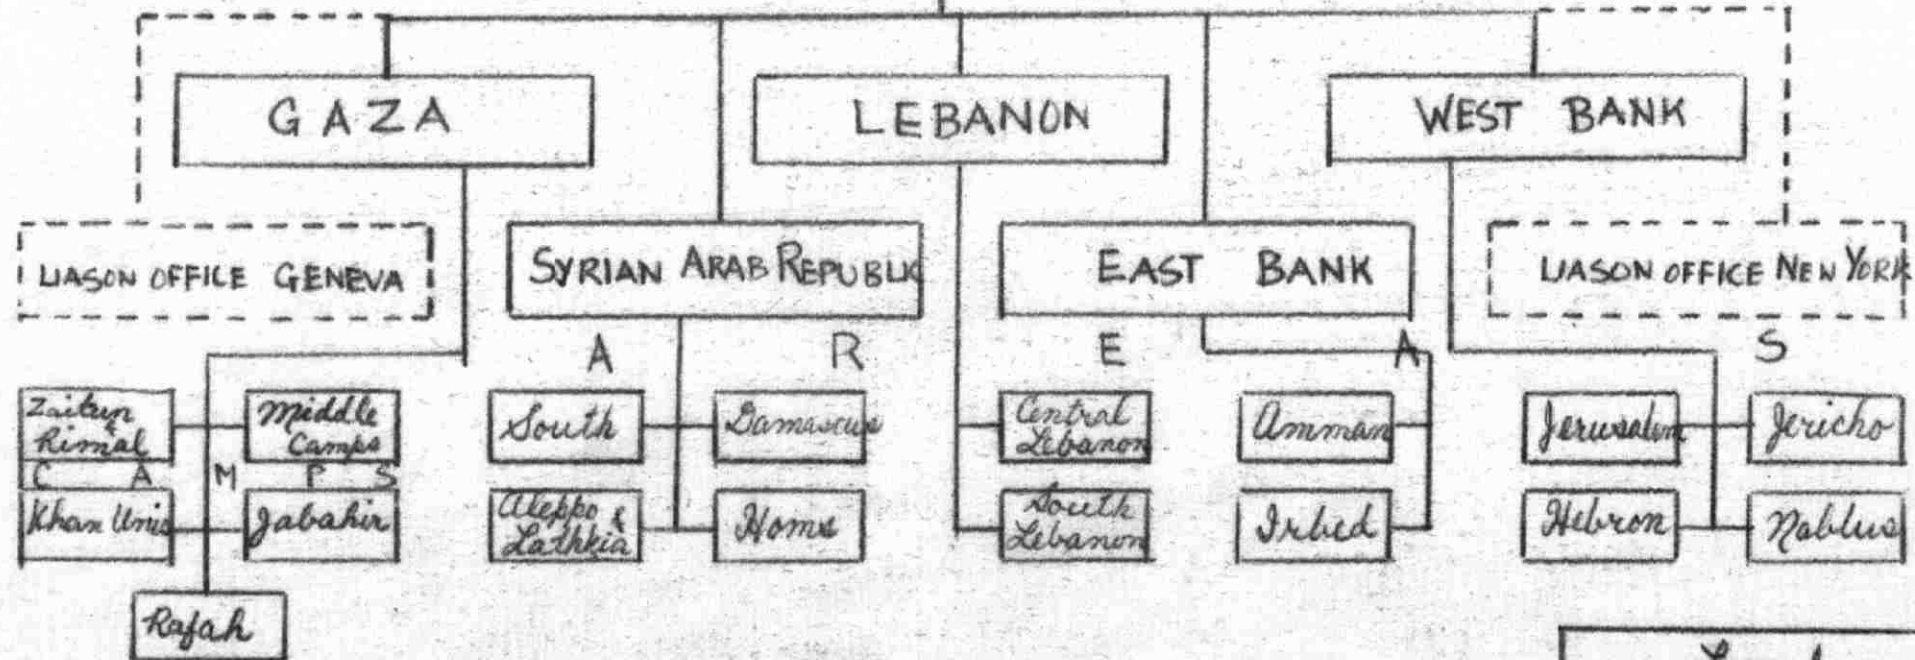 GAZA
LEBANON
WEST BANK
LIASON OFFICE GENEVA
SYRIAN ARAB REPUBLIC
EAST BANK
LIASON OFFICE NEW YORK
A R E A S
Zaitun &
Rimal
Middle
Camps
South
Damascus
Central
Lebanon
Amman
Jerusalem
Jericho
C A M P S
Khan Unis
Jabahir
Aleppo &
Lathkia
Homs
South
Lebanon
Irbed
Hebron
Nablus
Rafah